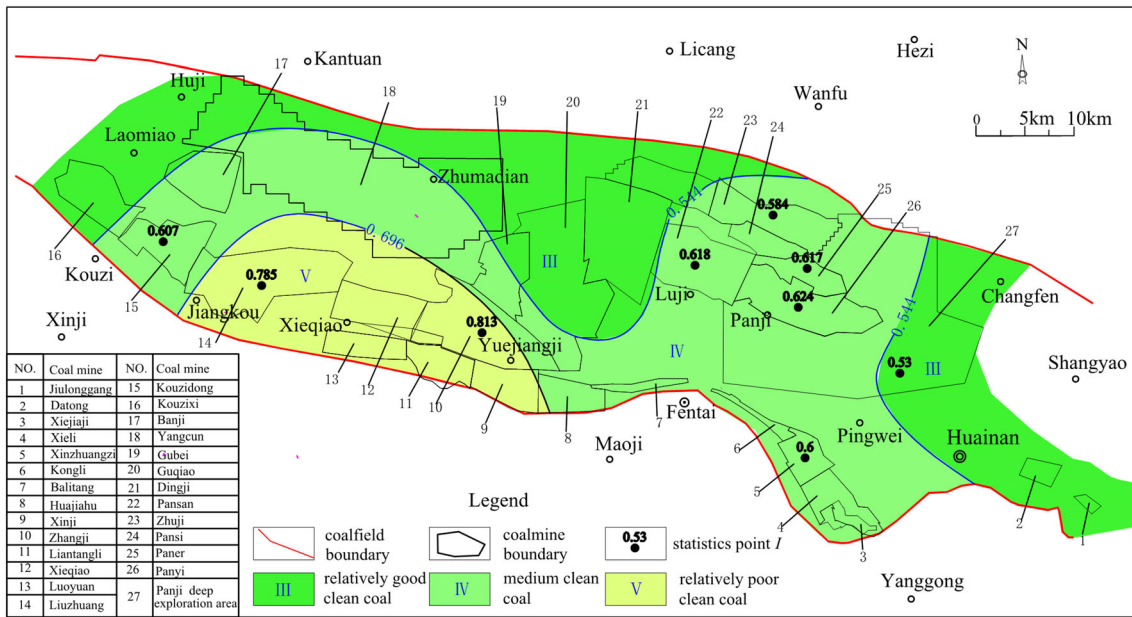 Kantuan
Licang
Hezi
N
Huji
17
18
19
20
21
22
23
24
Wanfu
0 5km 10km
Laomiao
Zhumadian
0.544
0.584
25
26
27
0.607
0.696
III
0.618
0.617
16
Kouzi
15
0.785
V
Luji
0.624
Panji
Changfen
Xinji
Jiangkou
14
Xieqiao
0.813
Yuejiangji
IV
0.544
0.53
III
Shangyao
13
12
11
10
9
8
7
Fentai
Maoji
6
5
4
3
0.6
Pingwei
Huainan
2
1
Yanggong
NO. Coal mine NO. Coal mine
1 Jiulonggang 15 Kouzidong
2 Datong 16 Kouzixi
3 Xiejiaji 17 Banji
4 Xieli 18 Yangcun
5 Xinzhuangzi 19 Gubei
6 Kongli 20 Guqiao
7 Balitang 21 Dingji
8 Huajiahu 22 Pansan
9 Xinji 23 Zhuji
10 Zhangji 24 Pansi
11 Liantangli 25 Paner
12 Xieqiao 26 Panyi
13 Luoyuan 27 Panji deep
14 Liuzhuang exploration area
Legend
coalfield
boundary
coalmine
boundary
0.53
statistics point I
III
relatively good
clean coal
IV
medium clean
coal
V
relatively poor
clean coal